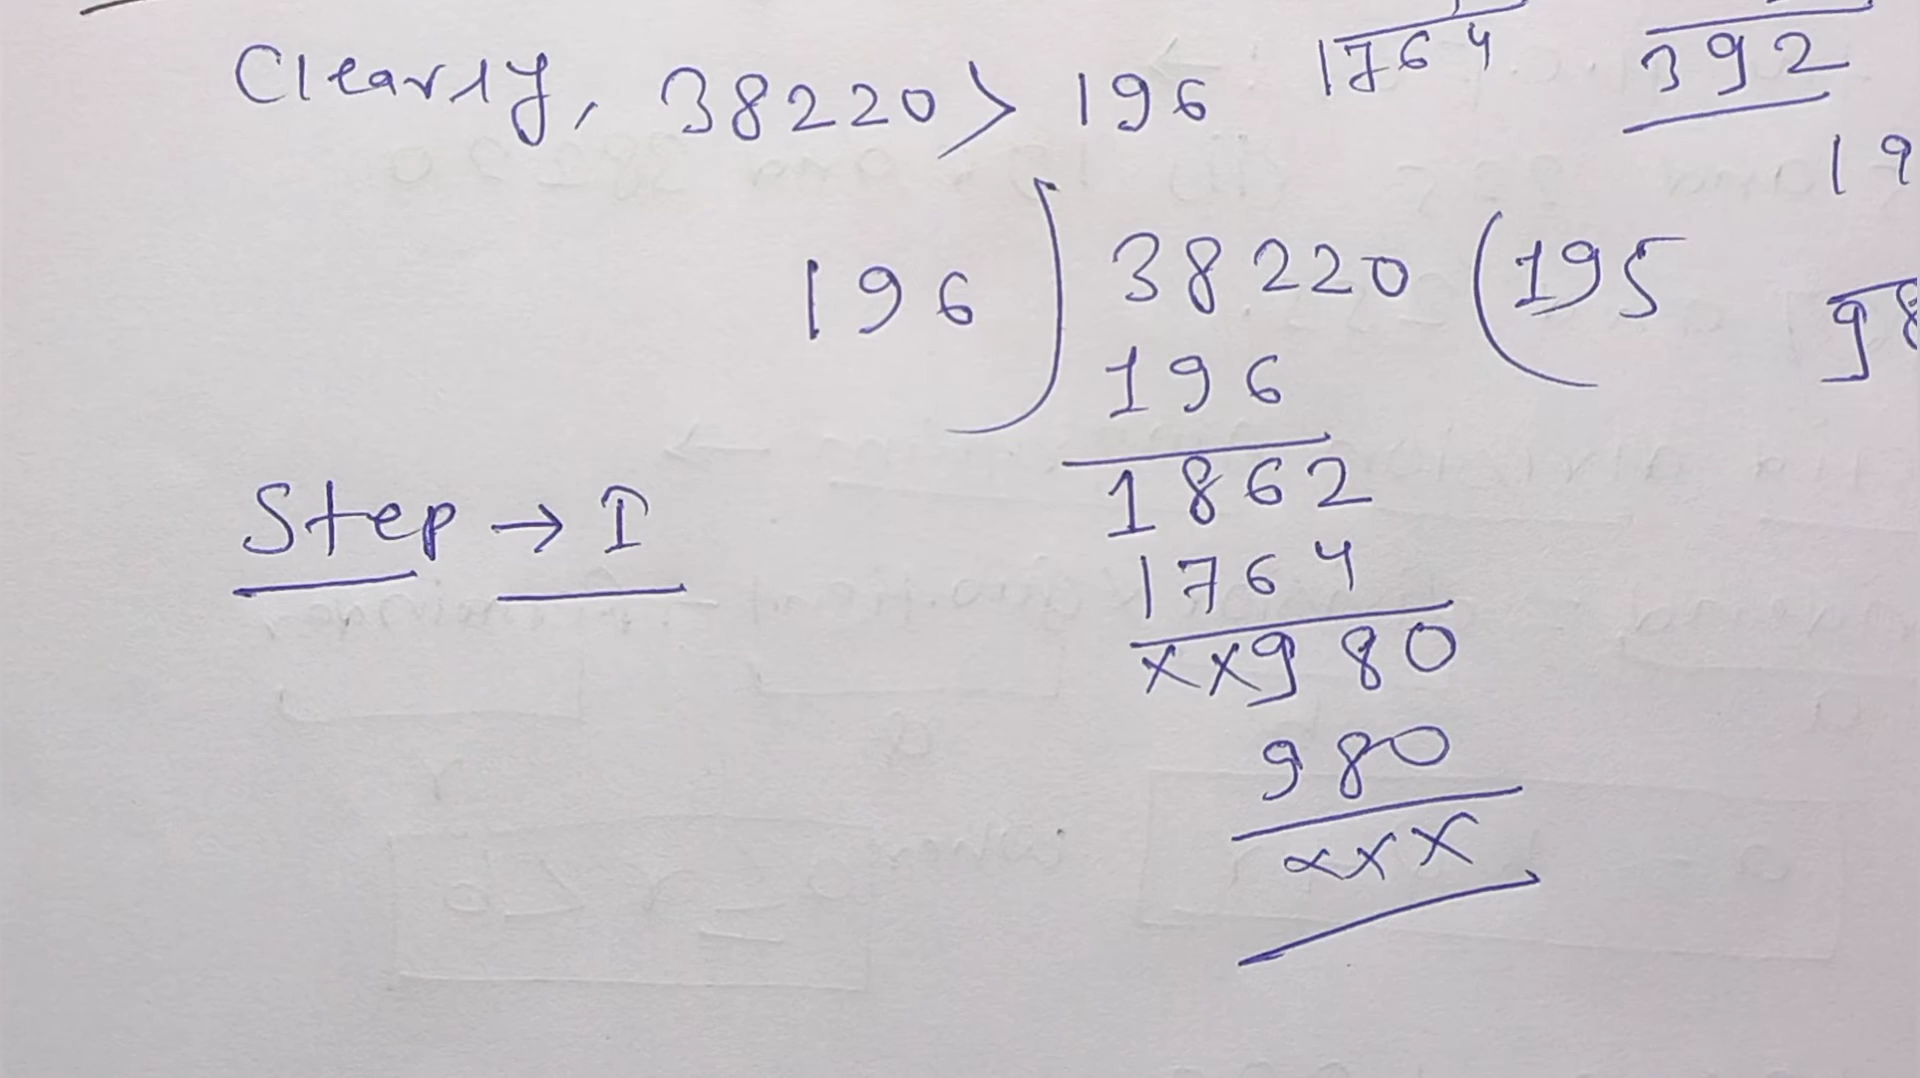 Clearly, 38220 > 196
1764
392
196 ) 38220 ( 195
196
1862
1764
xx980
980
xxx
Step → I